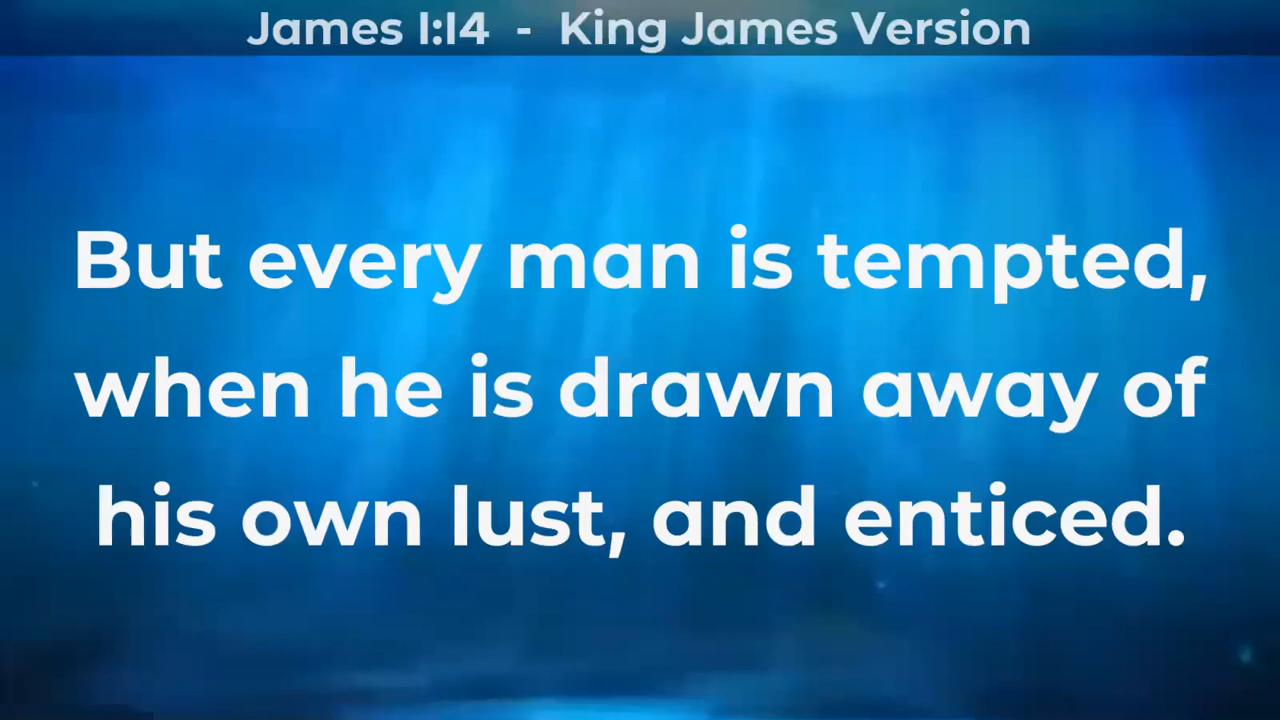 James 1:14 - King James Version
But every man is tempted,
when he is drawn away of
his own lust, and enticed.